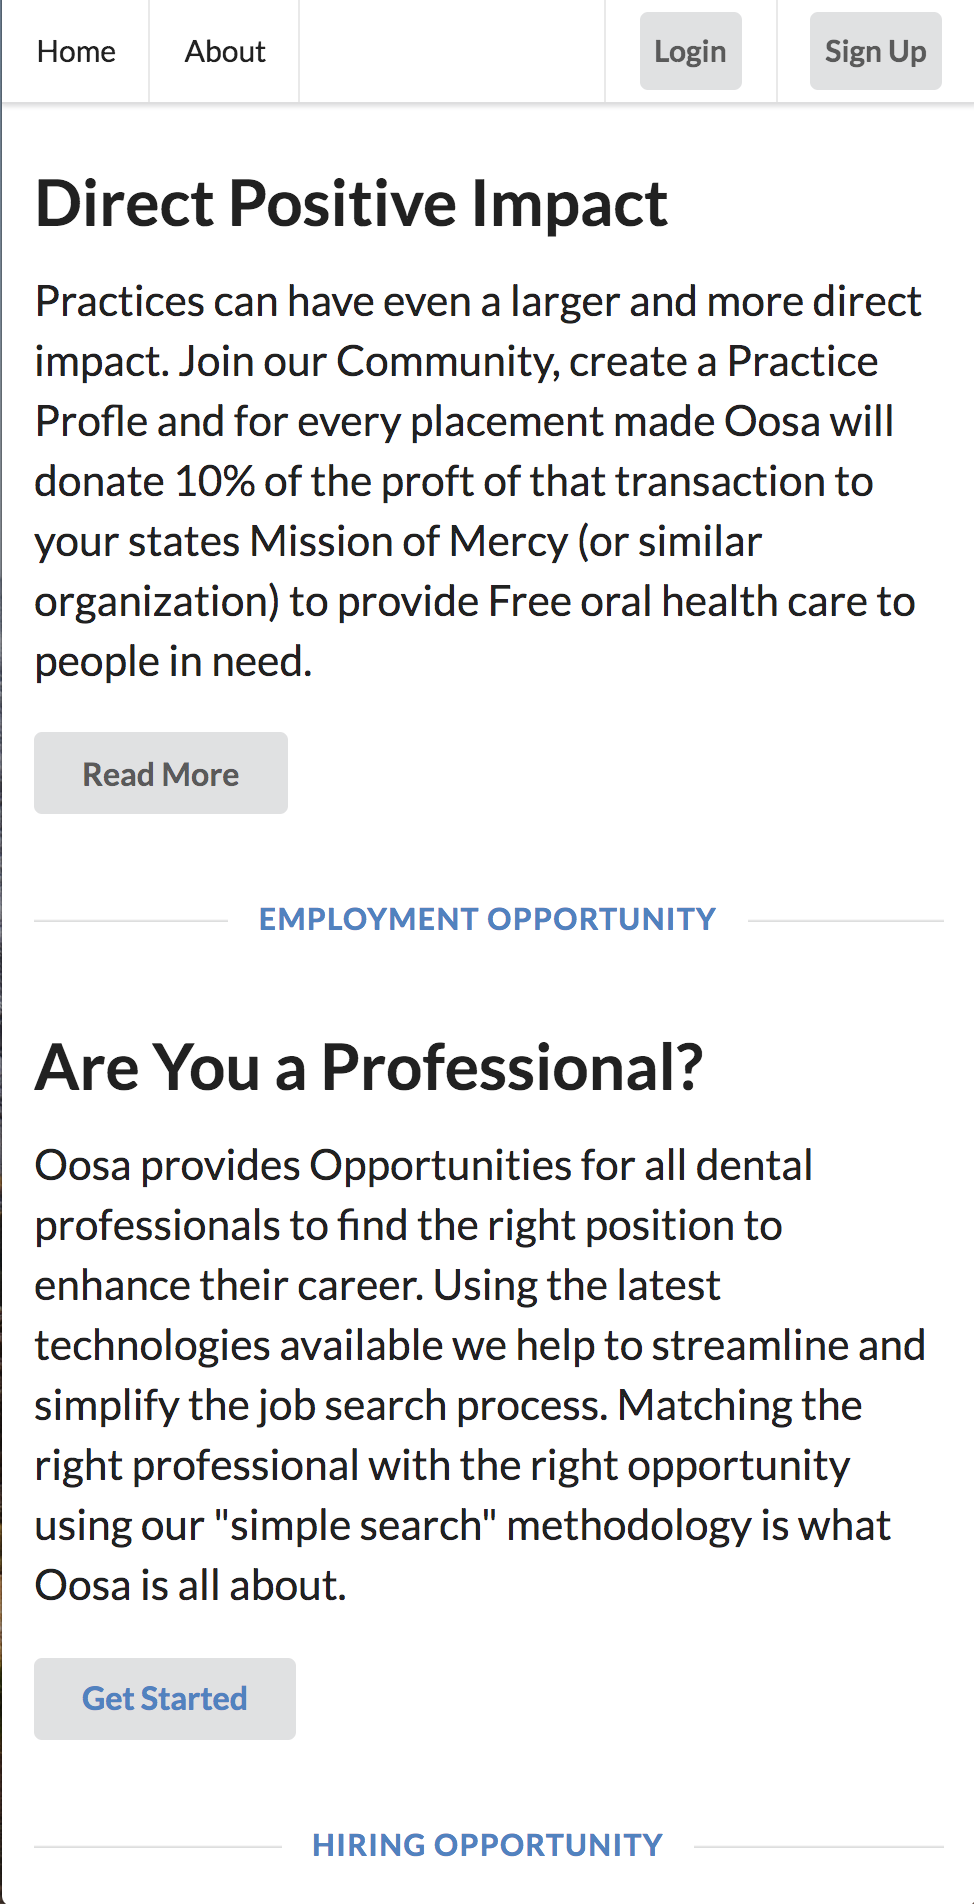 Home About Login Sign Up
Direct Positive Impact
Practices can have even a larger and more direct
impact. Join our Community, create a Practice
Profle and for every placement made Oosa will
donate 10% of the proft of that transaction to
your states Mission of Mercy (or similar
organization) to provide Free oral health care to
people in need.
Read More
EMPLOYMENT OPPORTUNITY
Are You a Professional?
Oosa provides Opportunities for all dental
professionals to find the right position to
enhance their career. Using the latest
technologies available we help to streamline and
simplify the job search process. Matching the
right professional with the right opportunity
using our "simple search" methodology is what
Oosa is all about.
Get Started
HIRING OPPORTUNITY